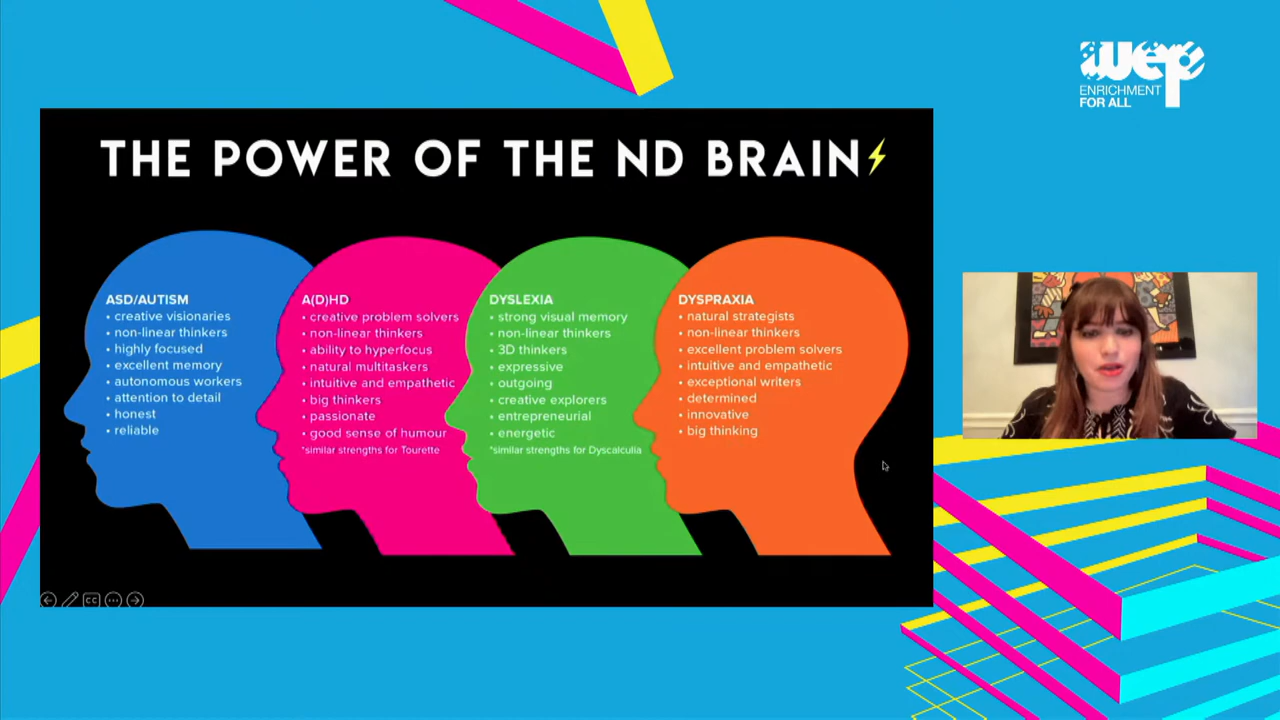 wep
ENRICHMENT
FOR ALL
THE POWER OF THE ND BRAIN
ASD/AUTISM
• creative visionaries
• non-linear thinkers
• highly focused
• excellent memory
• autonomous workers
• attention to detail
• honest
• reliable
A(D)HD
• creative problem solvers
• non-linear thinkers
• ability to hyperfocus
• natural multitaskers
• intuitive and empathetic
• big thinkers
• passionate
• good sense of humour
*similar strengths for Tourette
DYSLEXIA
• strong visual memory
• non-linear thinkers
• 3D thinkers
• expressive
• outgoing
• creative explorers
• entrepreneurial
• energetic
*similar strengths for Dyscalculia
DYSPRAXIA
• natural strategists
• non-linear thinkers
• excellent problem solvers
• intuitive and empathetic
• exceptional writers
• determined
• innovative
• big thinking
CC